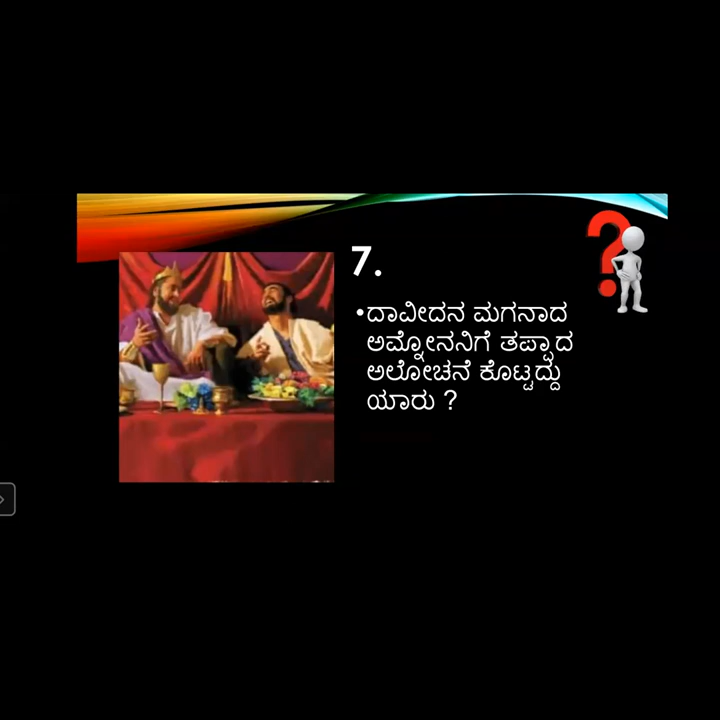 7.
•ದಾವೀದನ ಮಗನಾದ
ಅಮ್ನೋನನಿಗೆ ತಪ್ಪಾದ
ಅಲೋಚನೆ ಕೊಟ್ಟದ್ದು
ಯಾರು ?